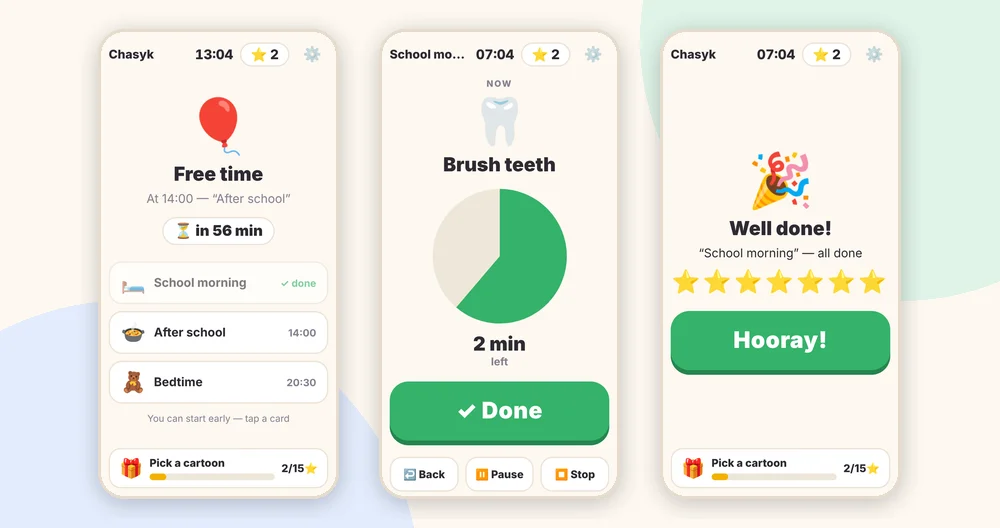 Chasyk 13:04 ⭐ 2
Free time
At 14:00 — “After school”
⏳ in 56 min
School morning ✓ done
After school 14:00
Bedtime 20:30
You can start early — tap a card
Pick a cartoon
2/15⭐
School mo... 07:04 ⭐ 2
NOW
Brush teeth
2 min
left
✓ Done
Back
Pause
Stop
Chasyk 07:04 ⭐ 2
Well done!
“School morning” — all done
Hooray!
Pick a cartoon
2/15⭐